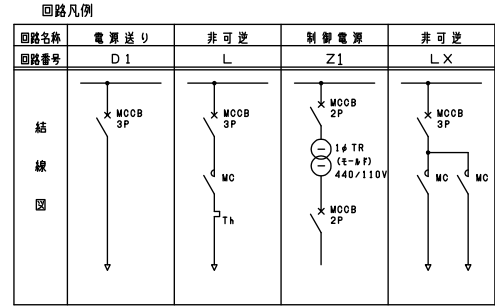 回路凡例
回路名称 電源送り 非可逆 制御電源 非可逆
回路番号 D1 L Z1 LX
結線図
MCCB
3P
MCCB
3P
MC
Th
MCCB
2P
1φTR
(モールド)
440/110V
MCCB
2P
MCCB
3P
MC MC